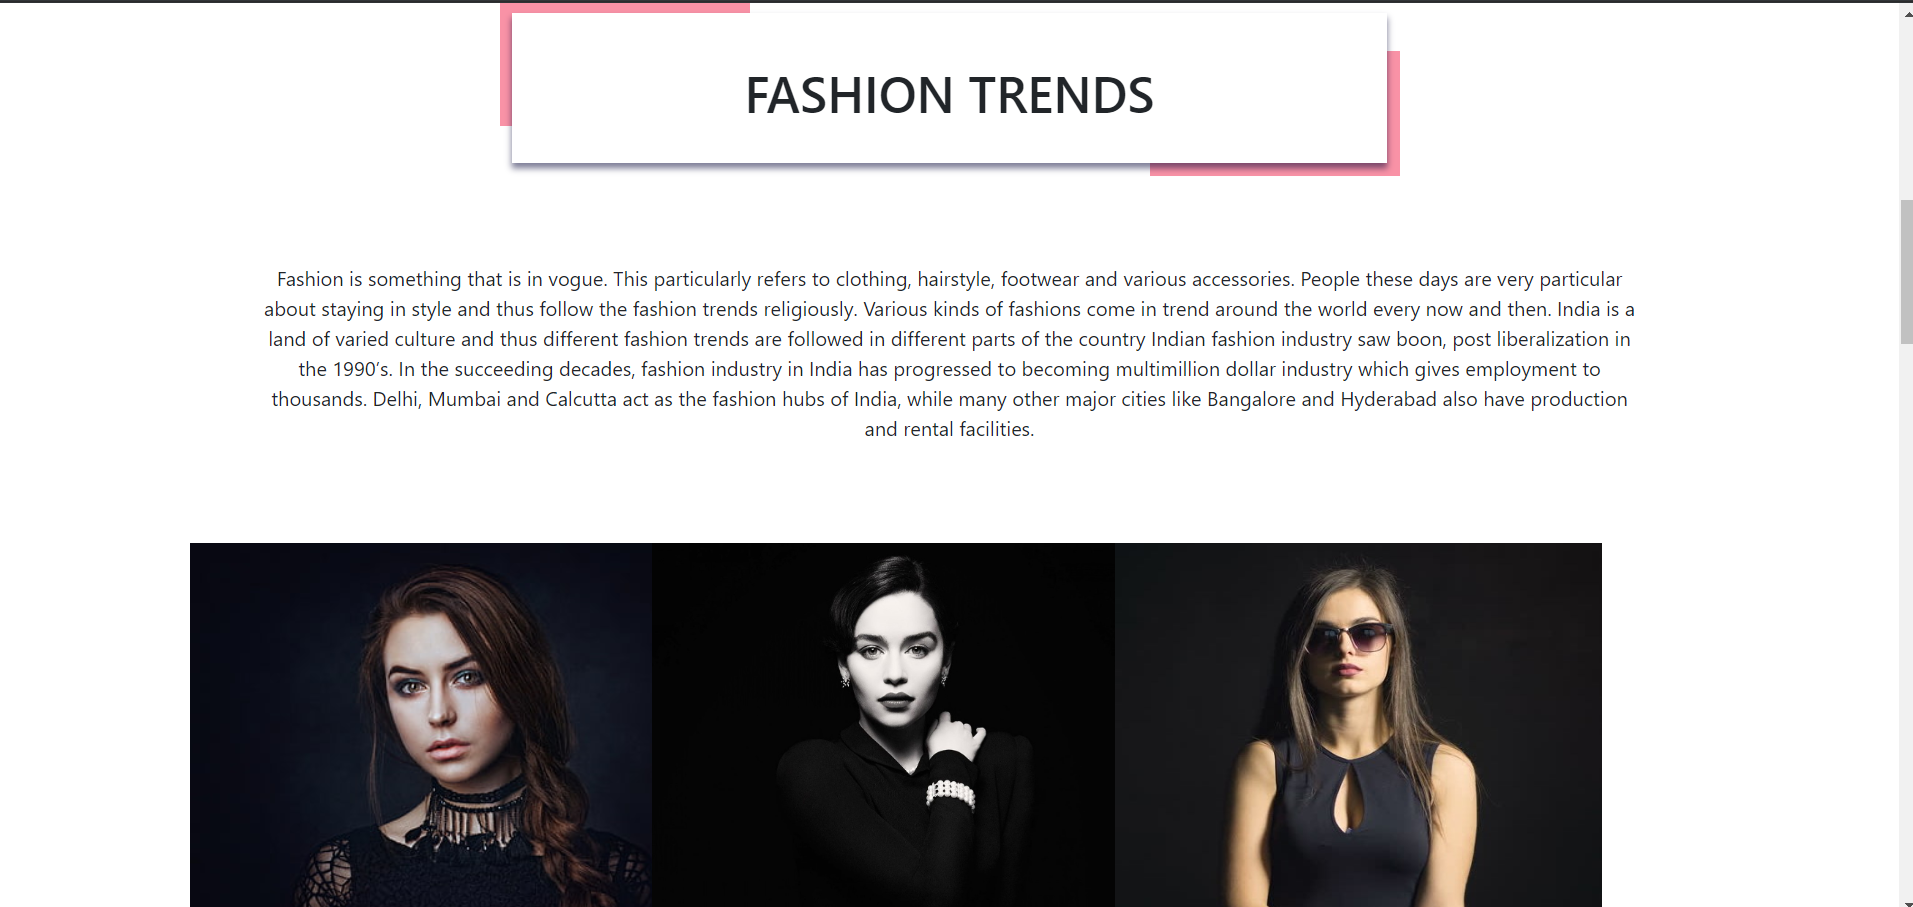 FASHION TRENDS
Fashion is something that is in vogue. This particularly refers to clothing, hairstyle, footwear and various accessories. People these days are very particular
about staying in style and thus follow the fashion trends religiously. Various kinds of fashions come in trend around the world every now and then. India is a
land of varied culture and thus different fashion trends are followed in different parts of the country Indian fashion industry saw boon, post liberalization in
the 1990’s. In the succeeding decades, fashion industry in India has progressed to becoming multimillion dollar industry which gives employment to
thousands. Delhi, Mumbai and Calcutta act as the fashion hubs of India, while many other major cities like Bangalore and Hyderabad also have production
and rental facilities.